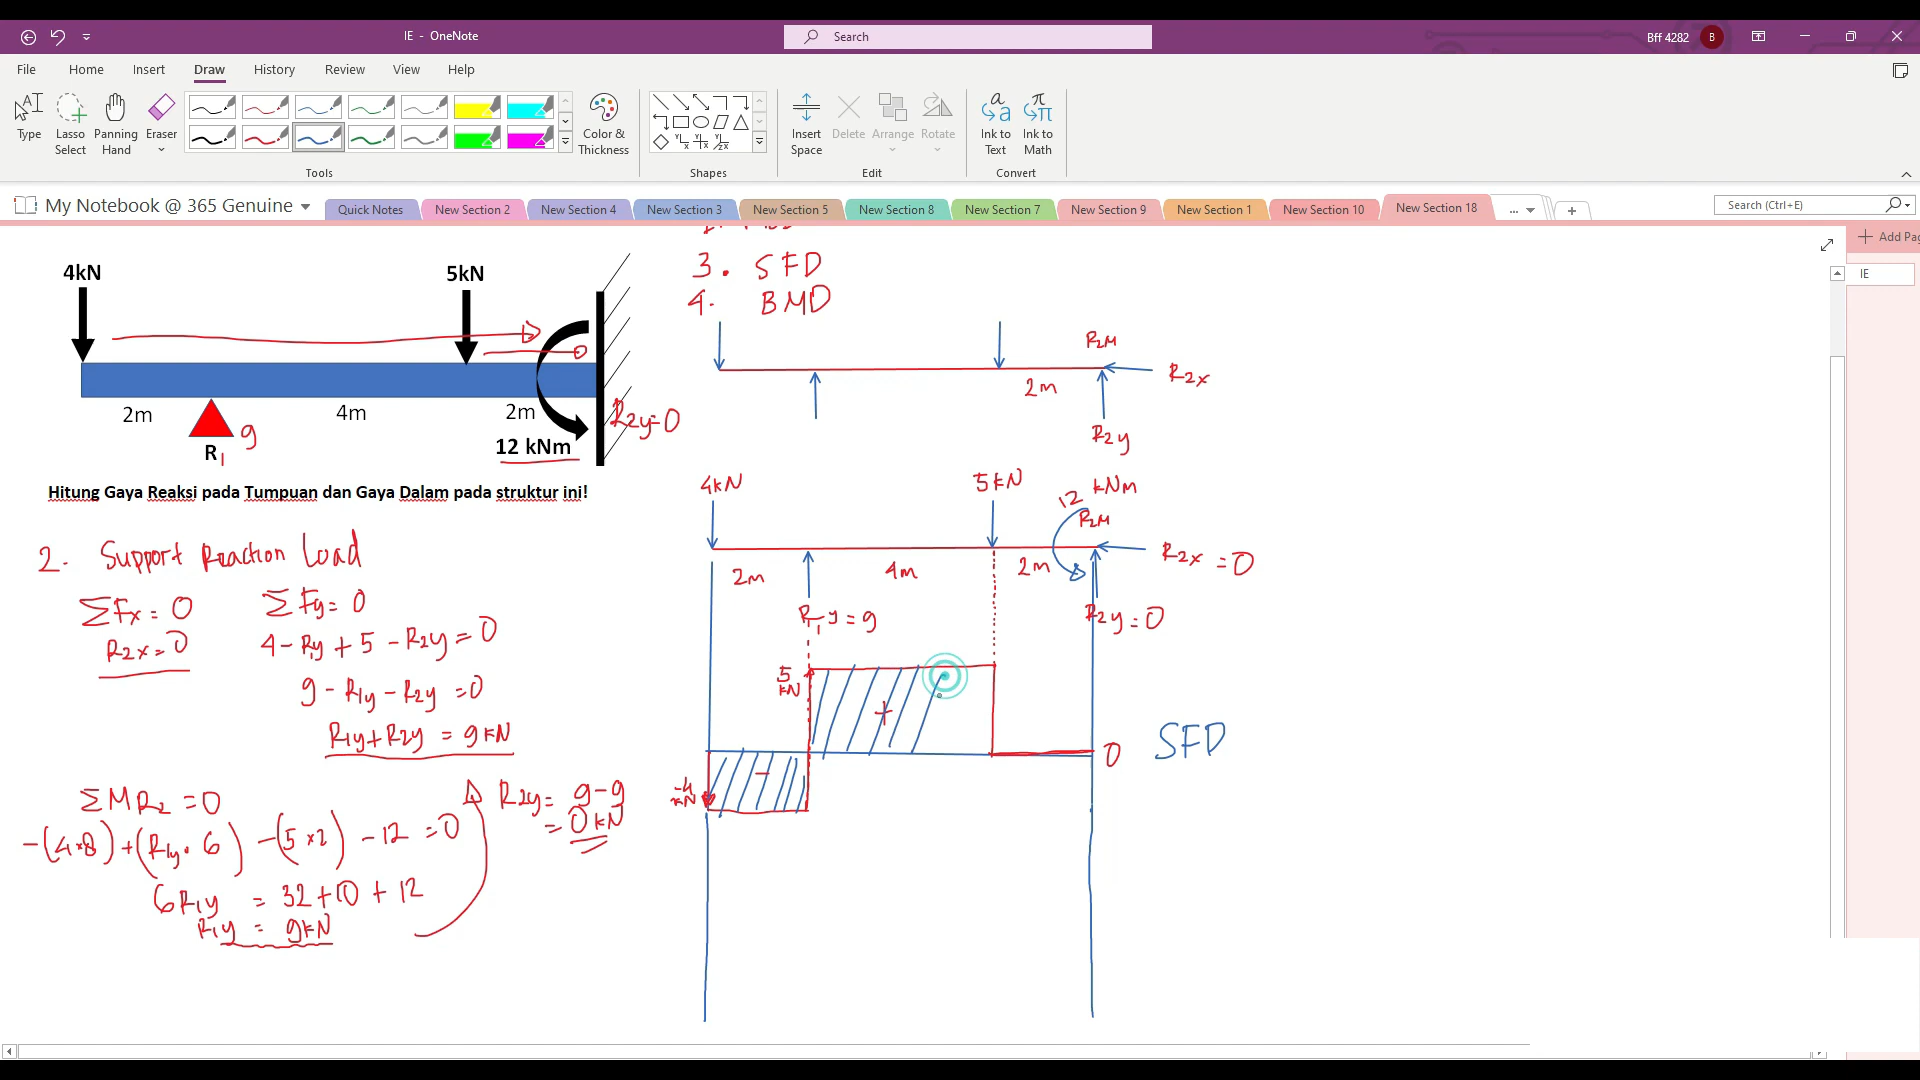 IE - OneNote
Search
Bff 4282
B
File Home Insert Draw History Review View Help
Type
Lasso Select
Panning Hand
Eraser
Color & Thickness
Insert Space
Delete
Arrange
Rotate
Ink to Text
Ink to Math
Tools
Shapes
Edit
Convert
My Notebook @ 365 Genuine
Quick Notes
New Section 2
New Section 4
New Section 3
New Section 5
New Section 8
New Section 7
New Section 9
New Section 1
New Section 10
New Section 18
...
Search (Ctrl+E)
Add Pag
IE
3. SFD
4. BMD
4kN
5kN
2m
4m
2m
R1
9
12 kNm
R2y=0
Hitung Gaya Reaksi pada Tumpuan dan Gaya Dalam pada struktur ini!
2. Support Reaction Load
ΣFx = 0
R2x = 0
ΣFy = 0
4 - R1y + 5 - R2y = 0
9 - R1y - R2y = 0
R1y + R2y = 9 kN
ΣM R2 = 0
-(4*8) + (R1y . 6) - (5*2) - 12 = 0
6R1y = 32 + 10 + 12
R1y = 9kN
R2y = 9-9
= 0 kN
R2M
R2x
2m
R2y
4kN
5kN
12 kNm
R2M
R2x = 0
2m
4m
2m
R1y = 9
R2y = 0
5 kN
+
-
-4 kN
0
SFD